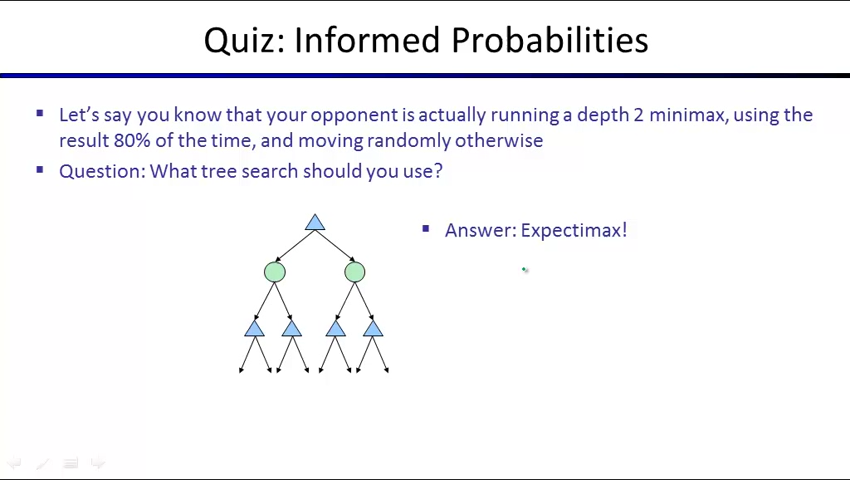 Quiz: Informed Probabilities
▪ Let's say you know that your opponent is actually running a depth 2 minimax, using the
result 80% of the time, and moving randomly otherwise
▪ Question: What tree search should you use?
▪ Answer: Expectimax!